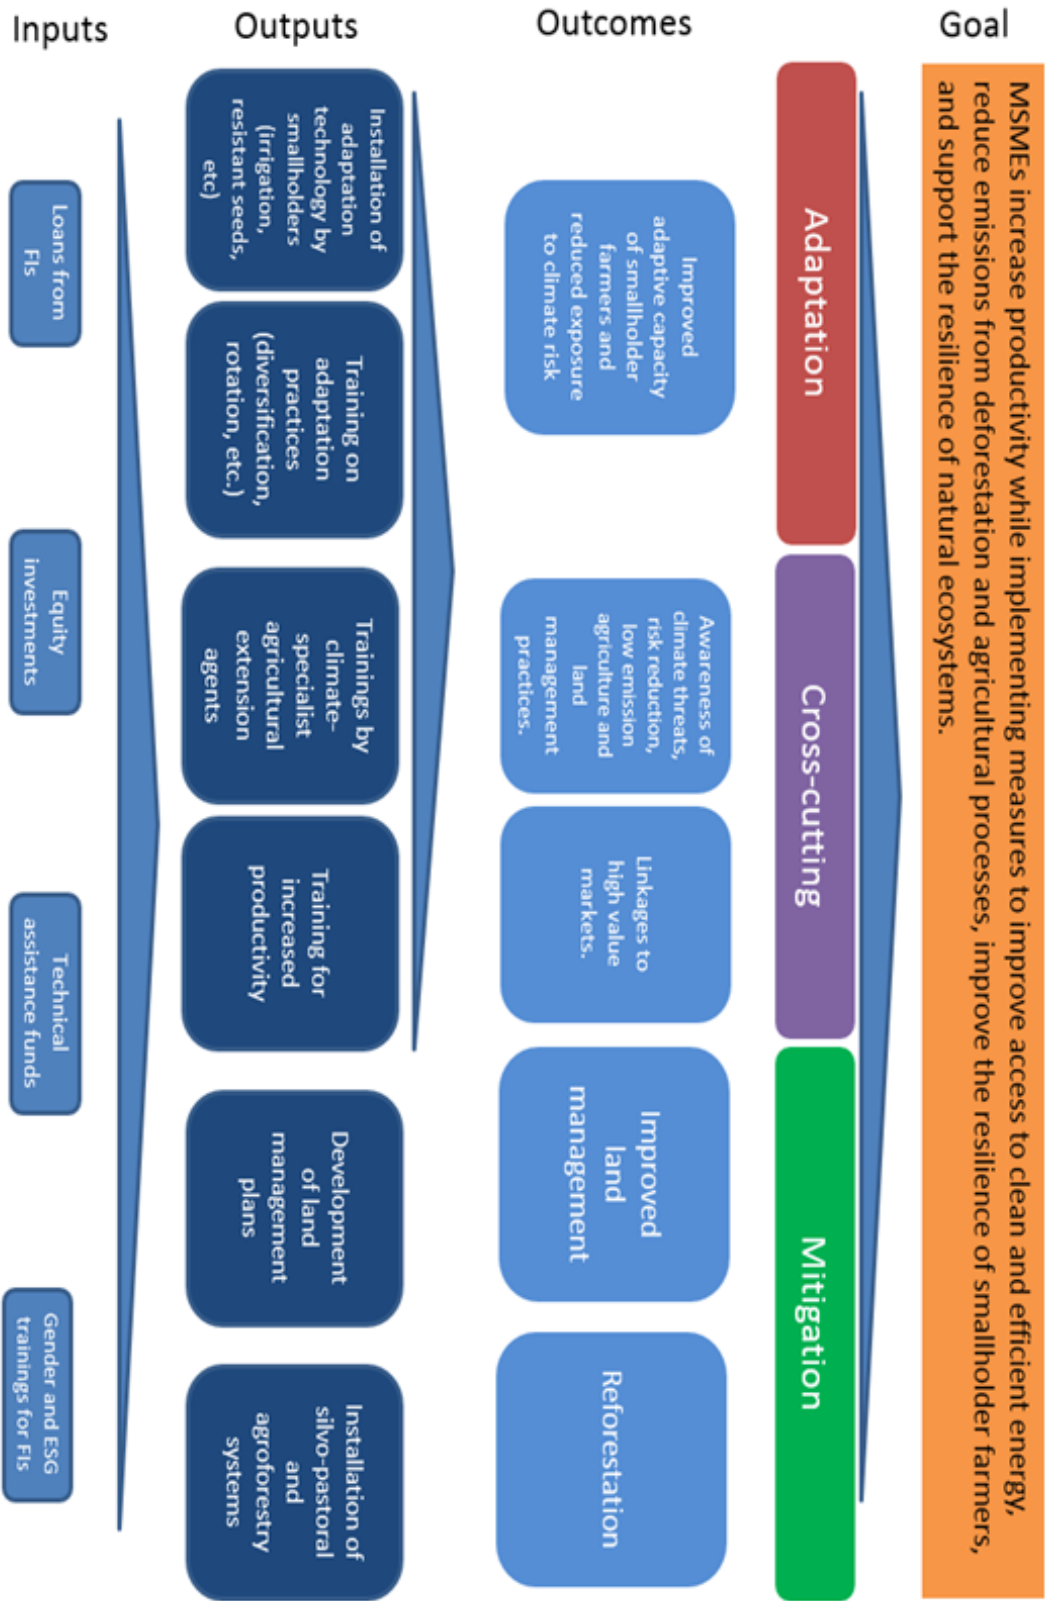 Goal
MSMEs increase productivity while implementing measures to improve access to clean and efficient energy,
reduce emissions from deforestation and agricultural processes, improve the resilience of smallholder farmers,
and support the resilience of natural ecosystems.
Adaptation
Cross-cutting
Mitigation
Outcomes
Improved
adaptive capacity
of smallholder
farmers and
reduced exposure
to climate risk
Awareness of
climate threats,
risk reduction,
low emission
agriculture and
land
management
practices.
Linkages to
high value
markets.
Improved
land
management
Reforestation
Outputs
Installation of
adaptation
technology by
smallholders
(irrigation,
resistant seeds,
etc)
Training on
adaptation
practices
(diversification,
rotation, etc.)
Trainings by
climate-
specialist
agricultural
extension
agents
Training for
increased
productivity
Development
of land
management
plans
Installation of
silvo-pastoral
and
agroforestry
systems
Inputs
Loans from
FIs
Equity
investments
Technical
assistance funds
Gender and ESG
trainings for FIs